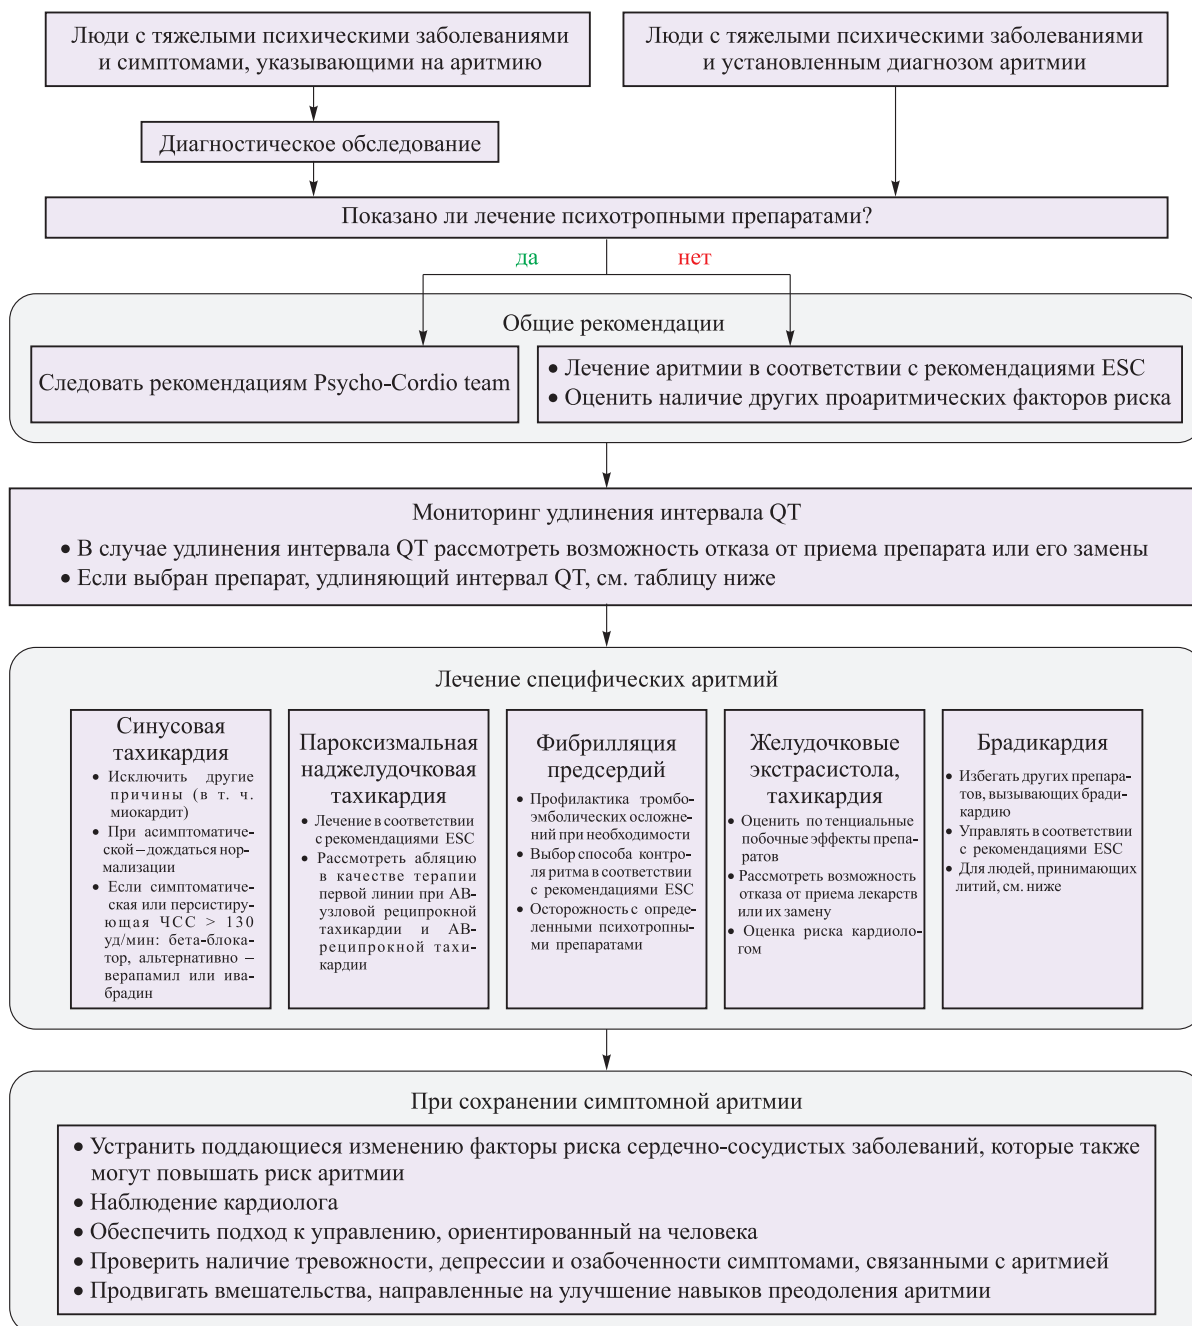 Люди с тяжелыми психическими заболеваниями
и симптомами, указывающими на аритмию
Люди с тяжелыми психическими заболеваниями
и установленным диагнозом аритмии
Диагностическое обследование
Показано ли лечение психотропными препаратами?
да
нет
Общие рекомендации
Следовать рекомендациям Psycho-Cordio team
• Лечение аритмии в соответствии с рекомендациями ESC
• Оценить наличие других проаритмических факторов риска
Мониторинг удлинения интервала QT
• В случае удлинения интервала QT рассмотреть возможность отказа от приема препарата или его замены
• Если выбран препарат, удлиняющий интервал QT, см. таблицу ниже
Лечение специфических аритмий
Синусовая
тахикардия
• Исключить другие
причины (в т. ч.
миокардит)
• При асимптоматиче-
ской – дождаться нор-
мализации
• Если симптоматиче-
ская или персистиру-
ющая ЧСС > 130
уд/мин: бета-блока-
тор, альтернативно –
верапамил или ива-
брадин
Пароксизмальная
наджелудочковая
тахикардия
• Лечение в соответствии
с рекомендациями ESC
• Рассмотреть абляцию
в качестве терапии
первой линии при АВ-
узловой реципрокной
тахикардии и АВ-
реципрокной тахи-
кардии
Фибрилляция
предсердий
• Профилактика тромбо-
эмболических осложне-
ний при необходимости
• Выбор способа контро-
ля ритма в соответствии
с рекомендациями ESC
• Осторожность с опреде-
ленными психотропны-
ми препаратами
Желудочковые
экстрасистола,
тахикардия
• Оценить по тенциальные
побочные эффекты препа-
ратов
• Рассмотреть возможность
отказа от приема лекарств
или их замену
• Оценка риска кардиоло-
гом
Брадикардия
• Избегать других препара-
тов, вызывающих бради-
кардию
• Управлять в соответствии
с рекомендациями ESC
• Для людей, принимающих
литий, см. ниже
При сохранении симптомной аритмии
• Устранить поддающиеся изменению факторы риска сердечно-сосудистых заболеваний, которые также
могут повышать риск аритмии
• Наблюдение кардиолога
• Обеспечить подход к управлению, ориентированный на человека
• Проверить наличие тревожности, депрессии и озабоченности симптомами, связанными с аритмией
• Продвигать вмешательства, направленные на улучшение навыков преодоления аритмии